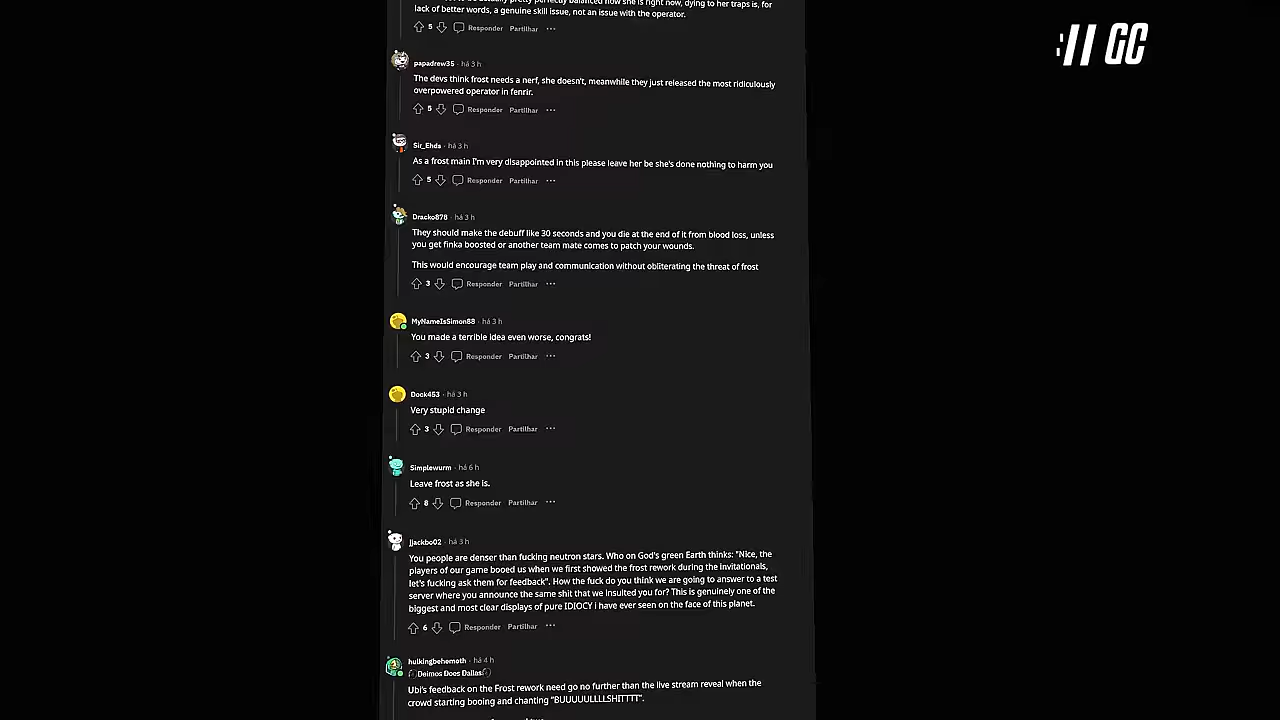 lack of better words, a genuine skill issue, not an issue with the operator.
5 Responder Partilhar ...
:// GC
papadrew35 · há 3 h
The devs think frost needs a nerf, she doesn't, meanwhile they just released the most ridiculously
overpowered operator in fenrir.
5 Responder Partilhar ...
Sir_Ehds · há 3 h
As a frost main I'm very disappointed in this please leave her be she's done nothing to harm you
5 Responder Partilhar ...
Dracko878 · há 3 h
They should make the debuff like 30 seconds and you die at the end of it from blood loss, unless
you get finka boosted or another team mate comes to patch your wounds.
This would encourage team play and communication without obliterating the threat of frost
3 Responder Partilhar ...
MyNameIsSimon88 · há 3 h
You made a terrible idea even worse, congrats!
3 Responder Partilhar ...
Dock453 · há 3 h
Very stupid change
3 Responder Partilhar ...
Simplewurm · há 6 h
Leave frost as she is.
8 Responder Partilhar ...
Jjackbo02 · há 3 h
You people are denser than fucking neutron stars. Who on God's green Earth thinks: "Nice, the
players of our game booed us when we first showed the frost rework during the invitationals,
let's fucking ask them for feedback". How the fuck do you think we are going to answer to a test
server where you announce the same shit that we insulted you for? This is genuinely one of the
biggest and most clear displays of pure IDIOCY i have ever seen on the face of this planet.
6 Responder Partilhar ...
hulkingbehemoth · há 4 h
Deimos Does Dallas
Ubi's feedback on the Frost rework need go no further than the live stream reveal when the
crowd starting booing and chanting "BUUUUULLLLSHITTTT".